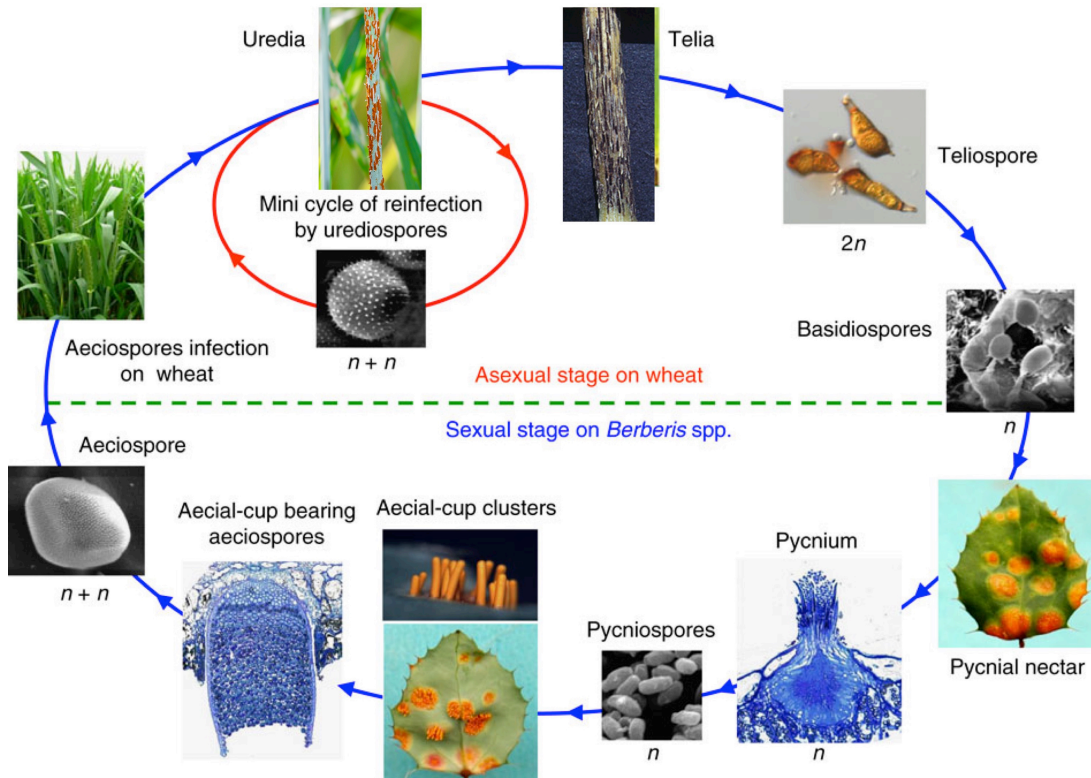 Uredia
Telia
Teliospore
2n
Mini cycle of reinfection
by urediospores
n + n
Basidiospores
n
Aeciospores infection
on wheat
Asexual stage on wheat
Sexual stage on Berberis spp.
Aeciospore
n + n
Aecial-cup bearing
aeciospores
Aecial-cup clusters
Pycniospores
n
Pycnium
n
Pycnial nectar